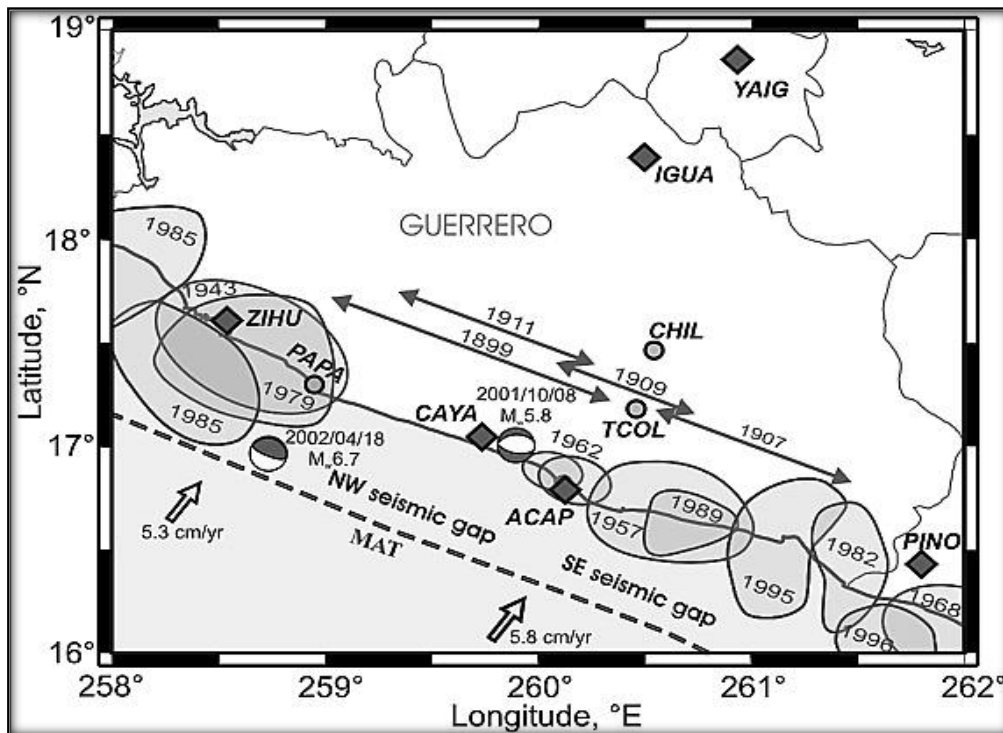 19°
YAIG
IGUA
GUERRERO
1985
18°
1943
ZIHU
1911
CHIL
1899
PAPA
1909
1979
2001/10/08
Mw5.8
TCOL
CAYA
1907
1985
17°
2002/04/18
Mw6.7
1962
NW seismic gap
ACAP
1989
5.3 cm/yr
MAT
1957
1982
PINO
SE seismic gap
1995
1968
5.8 cm/yr
1996
16°
258°
259°
260°
261°
262°
Latitude, °N
Longitude, °E